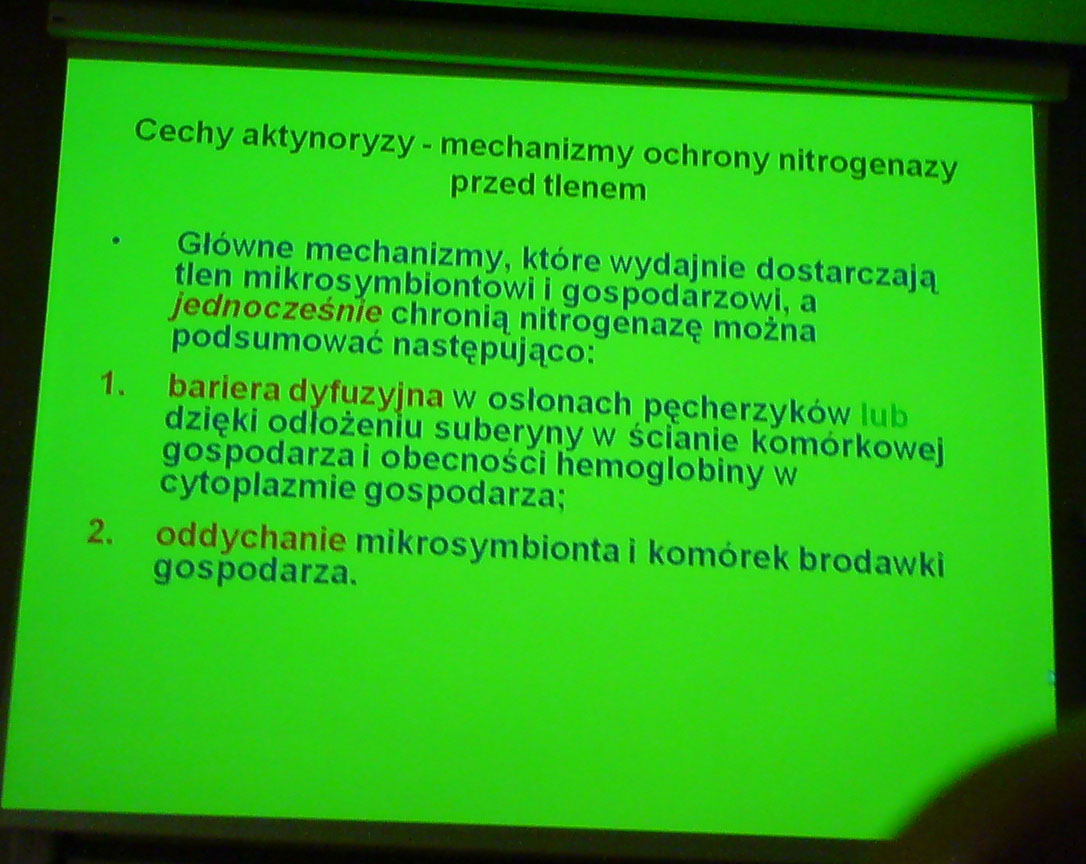 Cechy aktynoryzy - mechanizmy ochrony nitrogenazy
przed tlenem
• Główne mechanizmy, które wydajnie dostarczają
tlen mikrosymbiontowi i gospodarzowi, a
jednocześnie chronią nitrogenazę można
podsumować następująco:
1. bariera dyfuzyjna w osłonach pęcherzyków lub
dzięki odłożeniu suberyny w ścianie komórkowej
gospodarza i obecności hemoglobiny w
cytoplazmie gospodarza;
2. oddychanie mikrosymbionta i komórek brodawki
gospodarza.